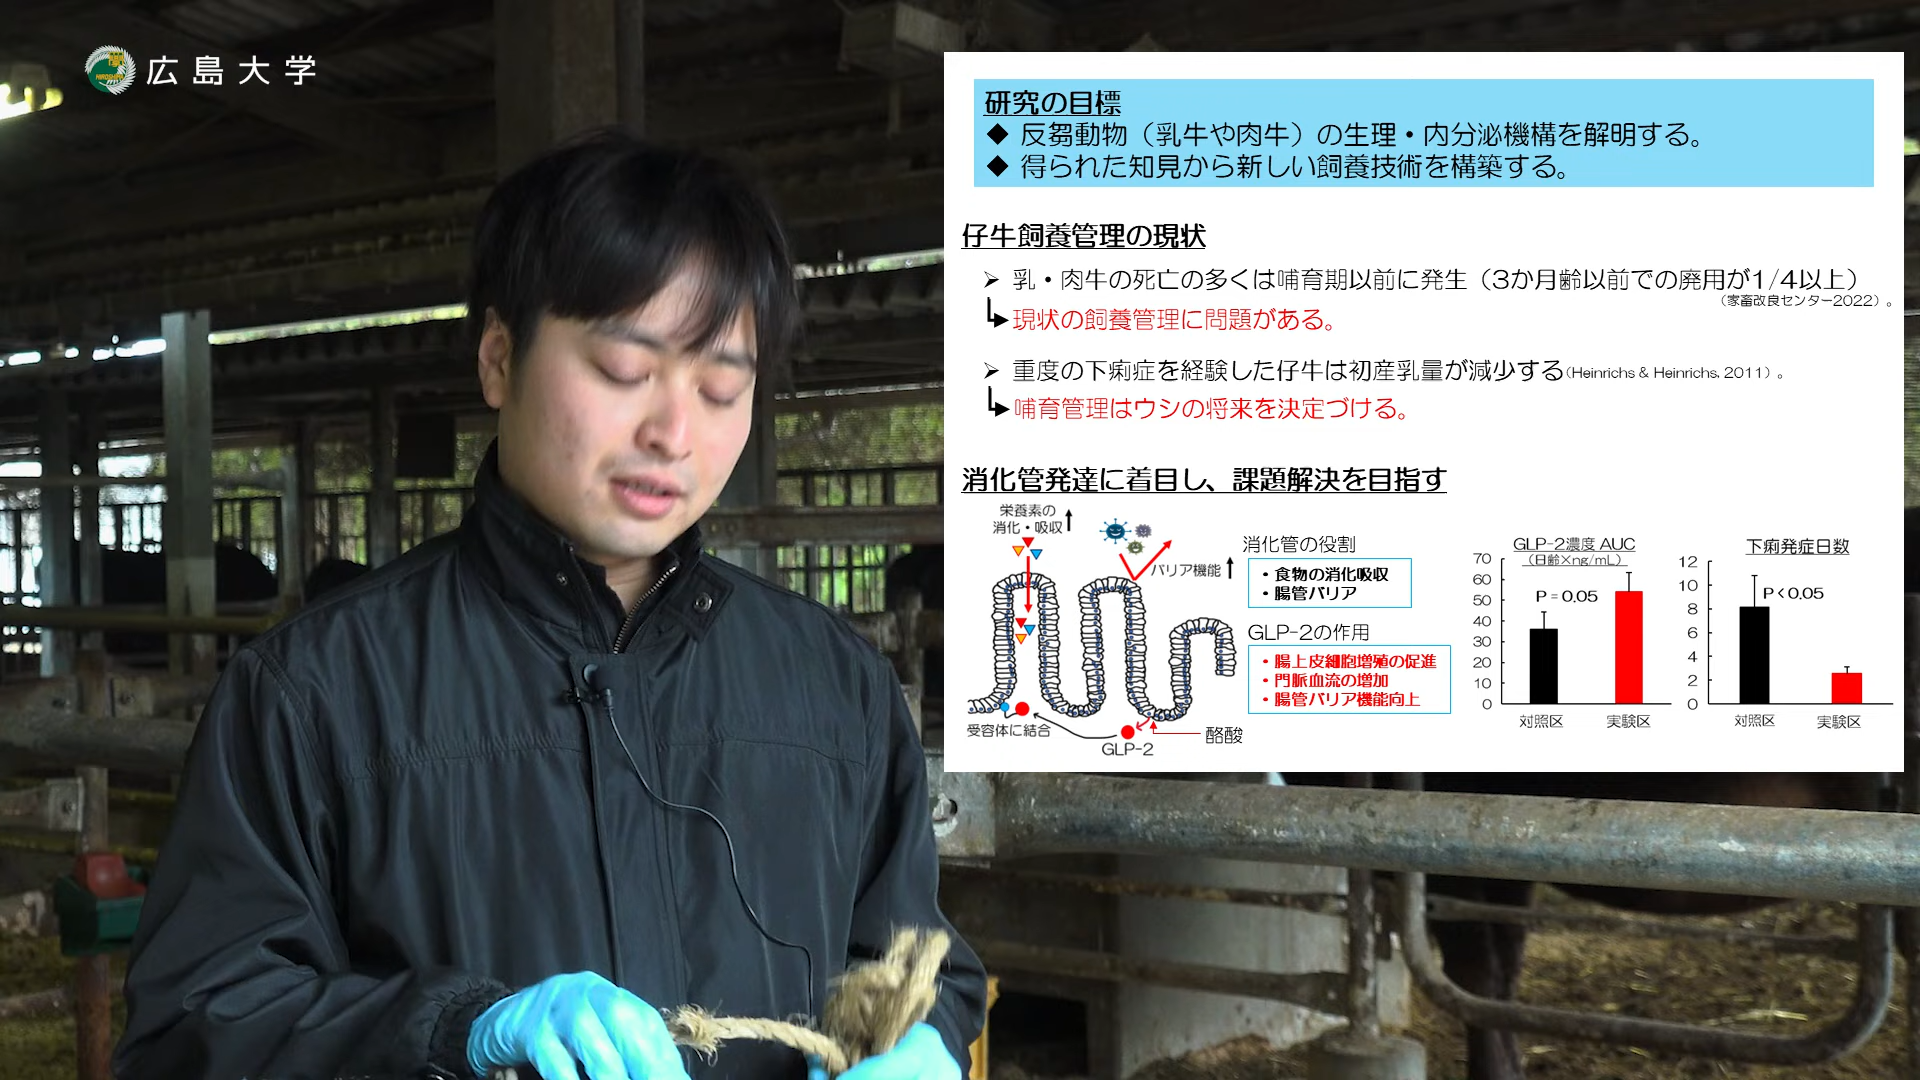 広島大学
研究の目標
◆ 反芻動物（乳牛や肉牛）の生理・内分泌機構を解明する。
◆ 得られた知見から新しい飼養技術を構築する。
仔牛飼養管理の現状
➢ 乳・肉牛の死亡の多くは哺育期以前に発生（3か月齢以前での廃用が1/4以上）
（家畜改良センター2022）。
現状の飼養管理に問題がある。
➢ 重度の下痢症を経験した仔牛は初産乳量が減少する（Heinrichs & Heinrichs. 2011）。
哺育管理はウシの将来を決定づける。
消化管発達に着目し、課題解決を目指す
栄養素の
消化・吸収
バリア機能
受容体に結合
GLP-2
酪酸
消化管の役割
・食物の消化吸収
・腸管バリア
GLP-2の作用
・腸上皮細胞増殖の促進
・門脈血流の増加
・腸管バリア機能向上
GLP-2濃度 AUC
（日齢×ng/mL）
70
60
50
40
30
20
10
0
P = 0.05
対照区
実験区
下痢発症日数
12
10
8
6
4
2
0
P < 0.05
対照区
実験区